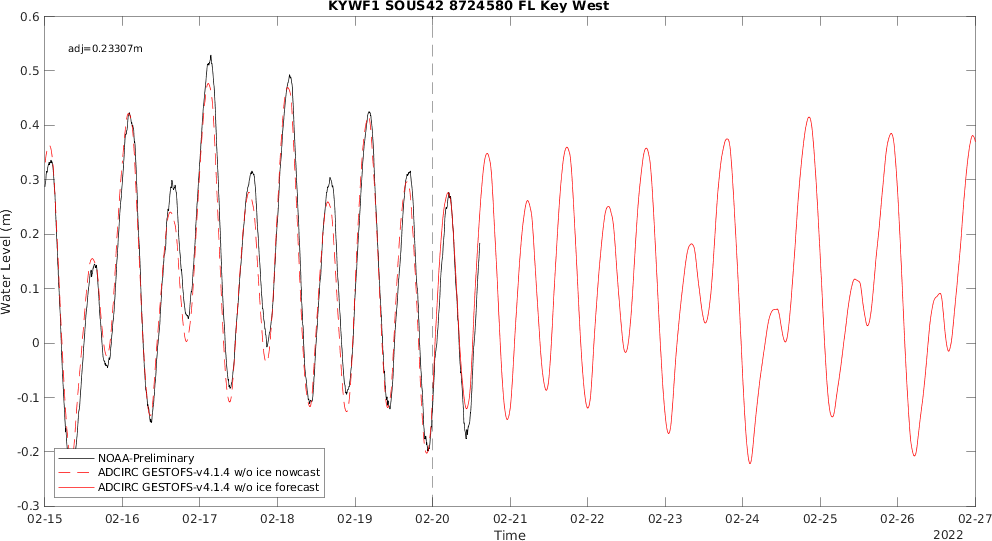 KYWF1 SOUS42 8724580 FL Key West
adj=0.23307m
Water Level (m)
0.6
0.5
0.4
0.3
0.2
0.1
0
-0.1
-0.2
-0.3
NOAA-Preliminary
ADCIRC GESTOFS-v4.1.4 w/o ice nowcast
ADCIRC GESTOFS-v4.1.4 w/o ice forecast
02-15 02-16 02-17 02-18 02-19 02-20 02-21 02-22 02-23 02-24 02-25 02-26 02-27
Time
2022